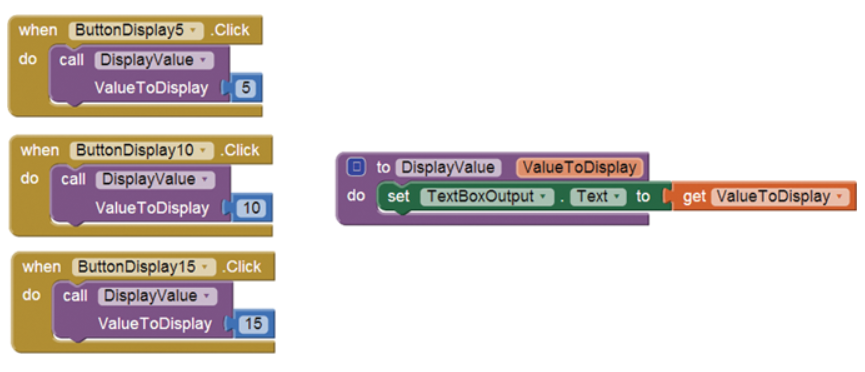 when ButtonDisplay5 .Click
do call DisplayValue
ValueToDisplay 5
when ButtonDisplay10 .Click
do call DisplayValue
ValueToDisplay 10
when ButtonDisplay15 .Click
do call DisplayValue
ValueToDisplay 15
to DisplayValue ValueToDisplay
do set TextBoxOutput . Text to get ValueToDisplay